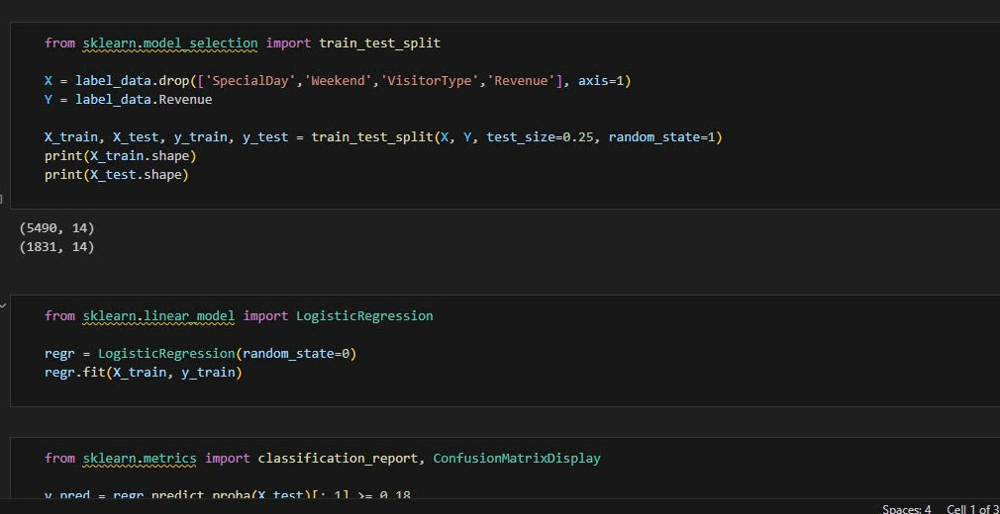 from sklearn.model_selection import train_test_split
X = label_data.drop(['SpecialDay','Weekend','VisitorType','Revenue'], axis=1)
Y = label_data.Revenue
X_train, X_test, y_train, y_test = train_test_split(X, Y, test_size=0.25, random_state=1)
print(X_train.shape)
print(X_test.shape)
]
(5490, 14)
(1831, 14)
from sklearn.linear_model import LogisticRegression
regr = LogisticRegression(random_state=0)
regr.fit(X_train, y_train)
from sklearn.metrics import classification_report, ConfusionMatrixDisplay
y_pred = regr.predict_proba(X_test)[:,1] >= 0.18
Spaces: 4 Cell 1 of 3